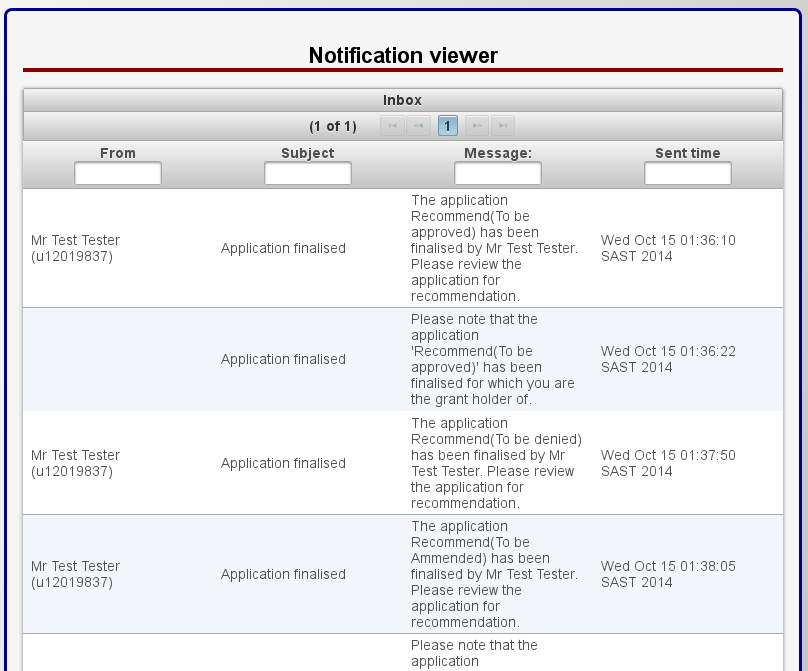 Notification viewer
Inbox
(1 of 1) 1
From Subject Message: Sent time
Mr Test Tester
(u12019837)
Application finalised
The application
Recommend(To be
approved) has been
finalised by Mr Test Tester.
Please review the
application for
recommendation.
Wed Oct 15 01:36:10
SAST 2014
Application finalised
Please note that the
application
'Recommend(To be
approved)' has been
finalised for which you are
the grant holder of.
Wed Oct 15 01:36:22
SAST 2014
Mr Test Tester
(u12019837)
Application finalised
The application
Recommend(To be denied)
has been finalised by Mr
Test Tester. Please review
the application for
recommendation.
Wed Oct 15 01:37:50
SAST 2014
Mr Test Tester
(u12019837)
Application finalised
The application
Recommend(To be
Ammended) has been
finalised by Mr Test Tester.
Please review the
application for
recommendation.
Wed Oct 15 01:38:05
SAST 2014
Please note that the
application